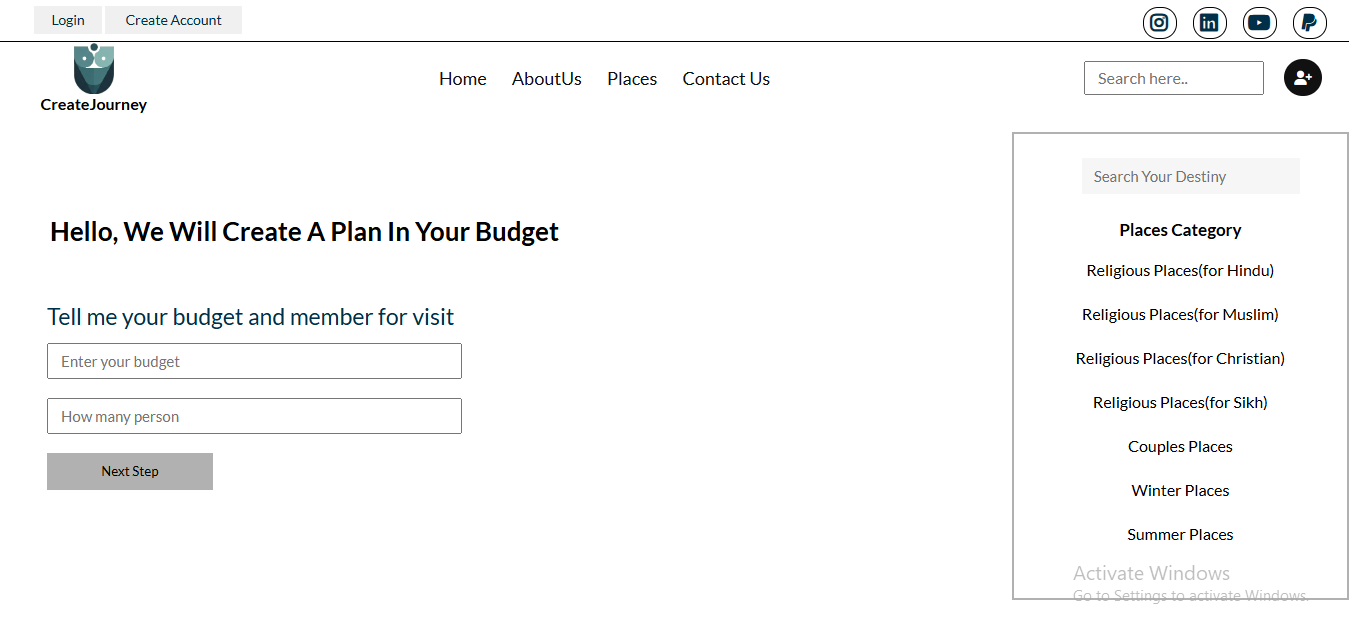 Login Create Account
CreateJourney
Home AboutUs Places Contact Us
Search here..
Hello, We Will Create A Plan In Your Budget
Tell me your budget and member for visit
Enter your budget
How many person
Next Step
Search Your Destiny
Places Category
Religious Places(for Hindu)
Religious Places(for Muslim)
Religious Places(for Christian)
Religious Places(for Sikh)
Couples Places
Winter Places
Summer Places
Activate Windows
Go to Settings to activate Windows.